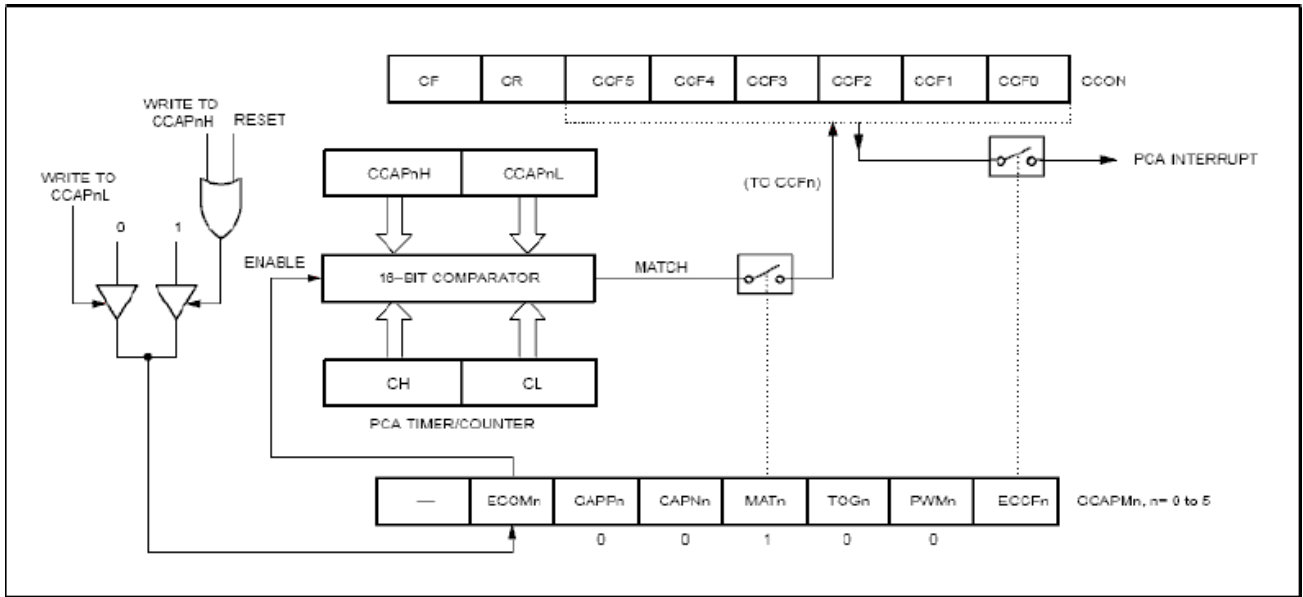 CF CR CCF5 CCF4 CCF3 CCF2 CCF1 CCF0 CCON
WRITE TO
CCAPnH RESET
CCAPnH CCAPnL
PCA INTERRUPT
(TO CCFn)
WRITE TO
CCAPnL
0 1
ENABLE
16–BIT COMPARATOR
MATCH
CH CL
PCA TIMER/COUNTER
— ECOMn CAPPn CAPNn MATn TOGn PWMn ECCFn CCAPMn, n= 0 to 5
0 0 1 0 0